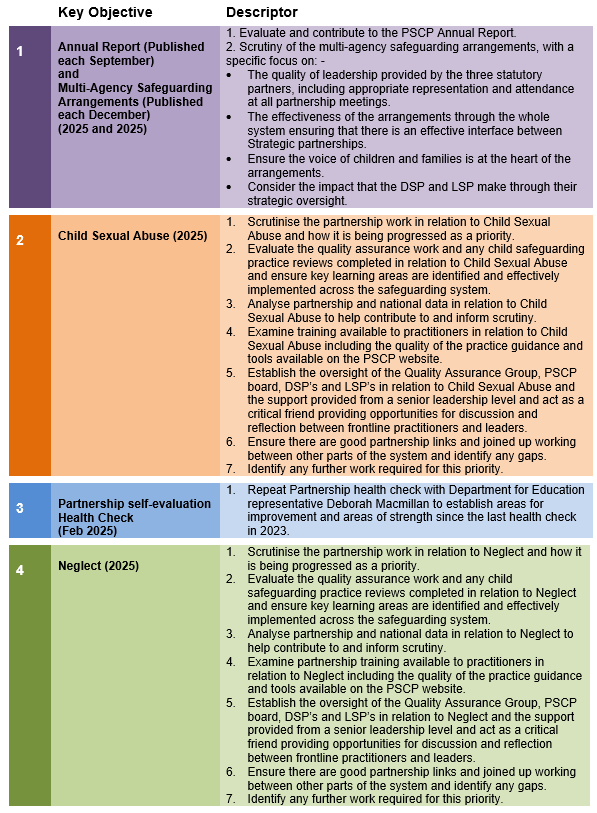 Key Objective
Descriptor
1
Annual Report (Published
each September)
and
Multi-Agency Safeguarding
Arrangements (Published
each December)
(2025 and 2025)
1. Evaluate and contribute to the PSCP Annual Report.
2. Scrutiny of the multi-agency safeguarding arrangements, with a
specific focus on: -
• The quality of leadership provided by the three statutory
partners, including appropriate representation and attendance
at all partnership meetings.
• The effectiveness of the arrangements through the whole
system ensuring that there is an effective interface between
Strategic partnerships.
• Ensure the voice of children and families is at the heart of the
arrangements.
• Consider the impact that the DSP and LSP make through their
strategic oversight.
2
Child Sexual Abuse (2025)
1. Scrutinise the partnership work in relation to Child Sexual
Abuse and how it is being progressed as a priority.
2. Evaluate the quality assurance work and any child safeguarding
practice reviews completed in relation to Child Sexual Abuse
and ensure key learning areas are identified and effectively
implemented across the safeguarding system.
3. Analyse partnership and national data in relation to Child
Sexual Abuse to help contribute to and inform scrutiny.
4. Examine training available to practitioners in relation to Child
Sexual Abuse including the quality of the practice guidance and
tools available on the PSCP website.
5. Establish the oversight of the Quality Assurance Group, PSCP
board, DSP's and LSP's in relation to Child Sexual Abuse and
the support provided from a senior leadership level and act as a
critical friend providing opportunities for discussion and
reflection between frontline practitioners and leaders.
6. Ensure there are good partnership links and joined up working
between other parts of the system and identify any gaps.
7. Identify any further work required for this priority.
3
Partnership self-evaluation
Health Check
(Feb 2025)
1. Repeat Partnership health check with Department for Education
representative Deborah Macmillan to establish areas for
improvement and areas of strength since the last health check
in 2023.
4
Neglect (2025)
1. Scrutinise the partnership work in relation to Neglect and how it
is being progressed as a priority.
2. Evaluate the quality assurance work and any child
safeguarding practice reviews completed in relation to Neglect
and ensure key learning areas are identified and effectively
implemented across the safeguarding system.
3. Analyse partnership and national data in relation to Neglect to
help contribute to and inform scrutiny.
4. Examine partnership training available to practitioners in
relation to Neglect including the quality of the practice guidance
and tools available on the PSCP website.
5. Establish the oversight of the Quality Assurance Group, PSCP
board, DSP's and LSP's in relation to Neglect and the support
provided from a senior leadership level and act as a critical
friend providing opportunities for discussion and reflection
between frontline practitioners and leaders.
6. Ensure there are good partnership links and joined up working
between other parts of the system and identify any gaps.
7. Identify any further work required for this priority.